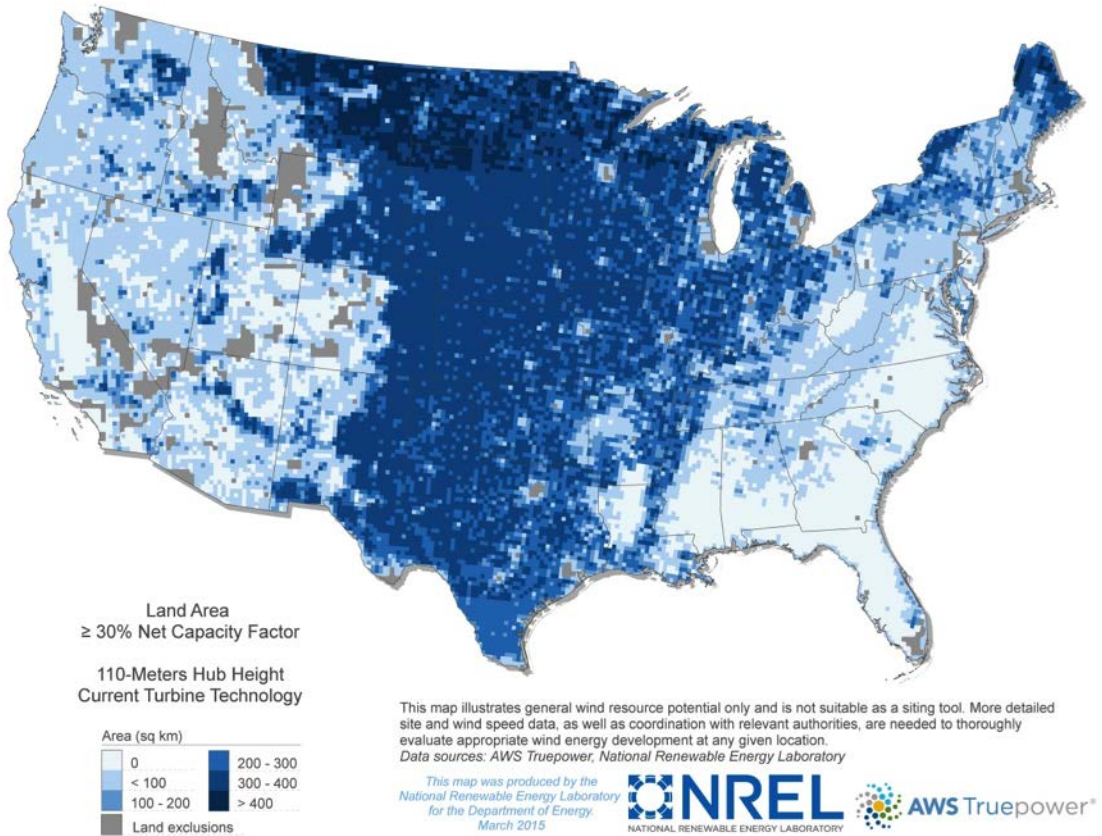 Land Area
≥ 30% Net Capacity Factor
110-Meters Hub Height
Current Turbine Technology
Area (sq km)
0
< 100
100 - 200
200 - 300
300 - 400
> 400
Land exclusions
This map illustrates general wind resource potential only and is not suitable as a siting tool. More detailed
site and wind speed data, as well as coordination with relevant authorities, are needed to thoroughly
evaluate appropriate wind energy development at any given location.
Data sources: AWS Truepower, National Renewable Energy Laboratory
This map was produced by the
National Renewable Energy Laboratory
for the Department of Energy.
March 2015
NREL
NATIONAL RENEWABLE ENERGY LABORATORY
AWS Truepower®